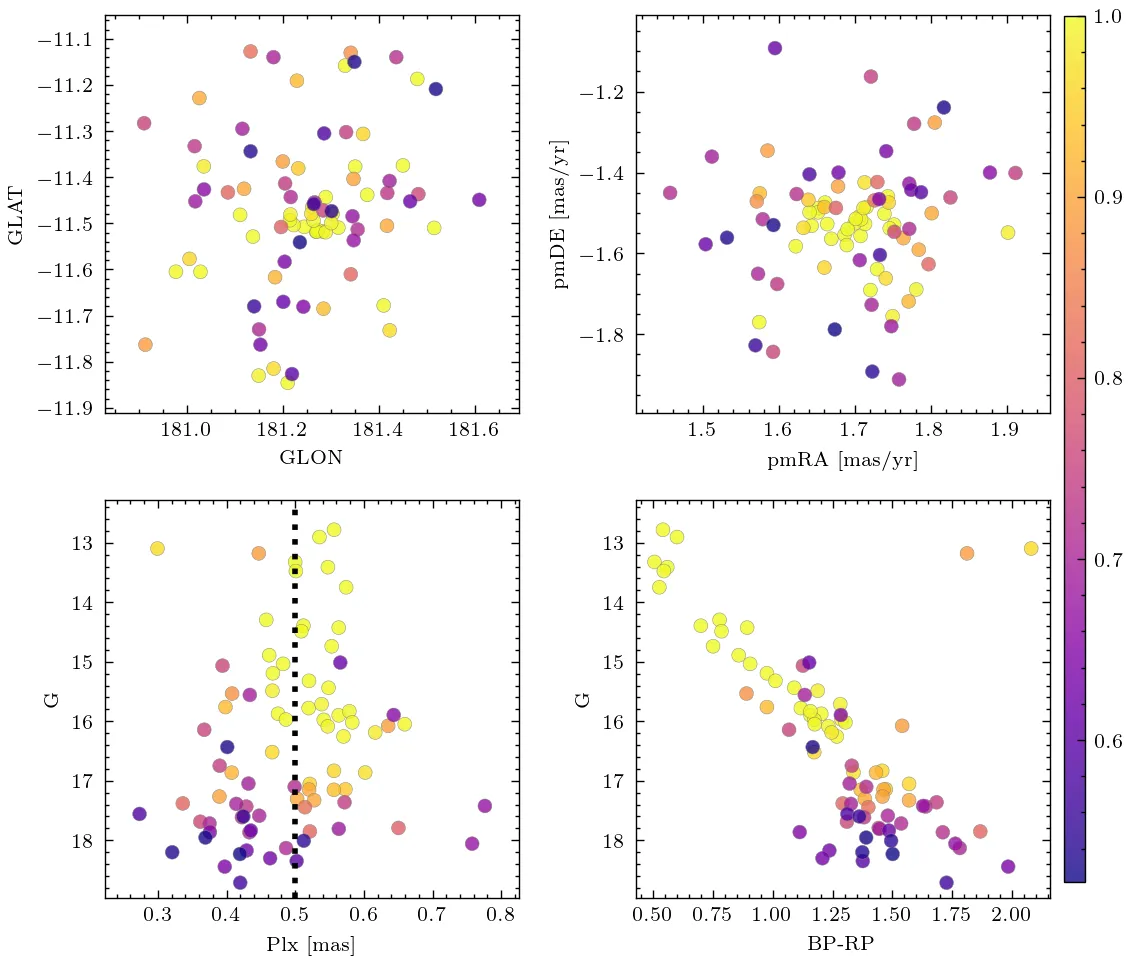 −11.1
−11.2
−11.3
−11.4
−11.5
−11.6
−11.7
−11.8
−11.9
GLAT
181.0 181.2 181.4 181.6
GLON
−1.2
−1.4
−1.6
−1.8
pmDE [mas/yr]
1.5 1.6 1.7 1.8 1.9
pmRA [mas/yr]
13
14
15
16
17
18
G
0.3 0.4 0.5 0.6 0.7 0.8
Plx [mas]
13
14
15
16
17
18
G
0.50 0.75 1.00 1.25 1.50 1.75 2.00
BP-RP
1.0
0.9
0.8
0.7
0.6